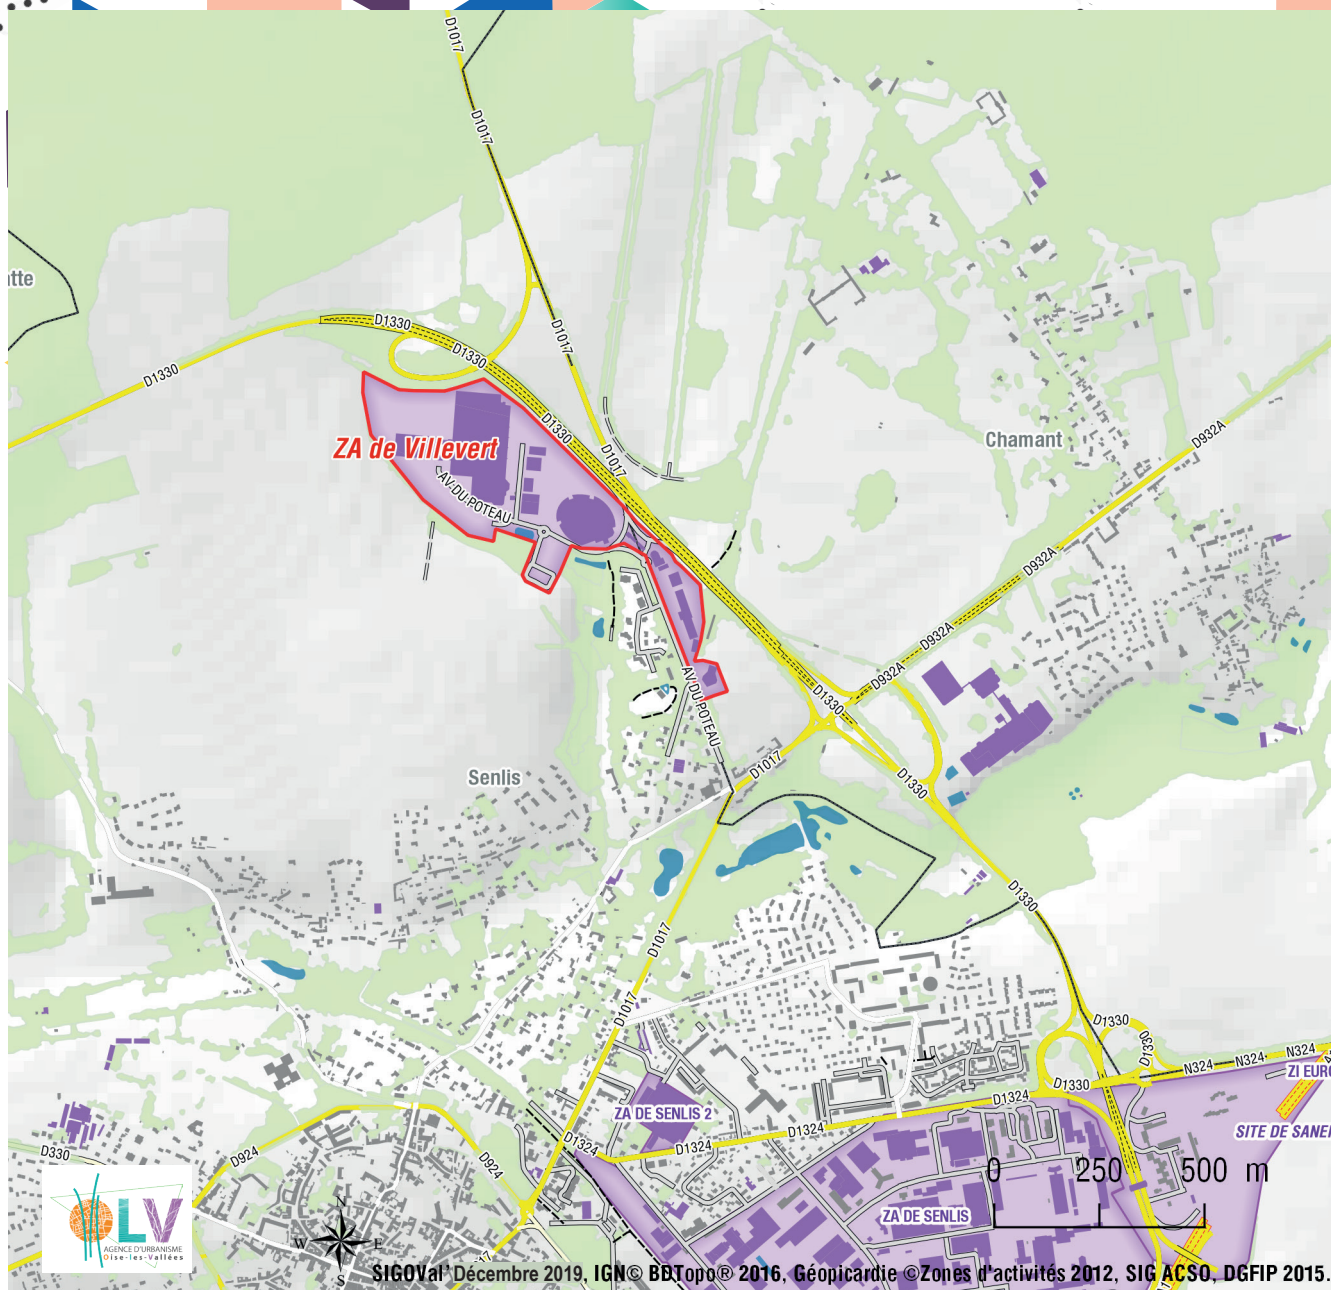 D1017
D1017
D1017
D1017
D1330
D1330
D1330
D1330
ZA de Villevert
AV.DU.POTEAU
Chamant
D932A
D932A
D932A
D932A
D1330
AV.DU.POTEAU
D1017
D1330
Senlis
D1330
D1017
D1017
D1330
D1330
D1330
N324
N324
N324
ZI EURO
D1324
D1324
D1324
D1324
ZA DE SENLIS 2
SITE DE SANEF
D330
D924
D924
ZA DE SENLIS
0 250 500 m
N
W E
S
OLV
AGENCE D'URBANISME
Oise-les-Vallées
SIGOVal' Décembre 2019, IGN© BDTopo® 2016, Géopicardie ©Zones d'activités 2012, SIG ACSO, DGFIP 2015.